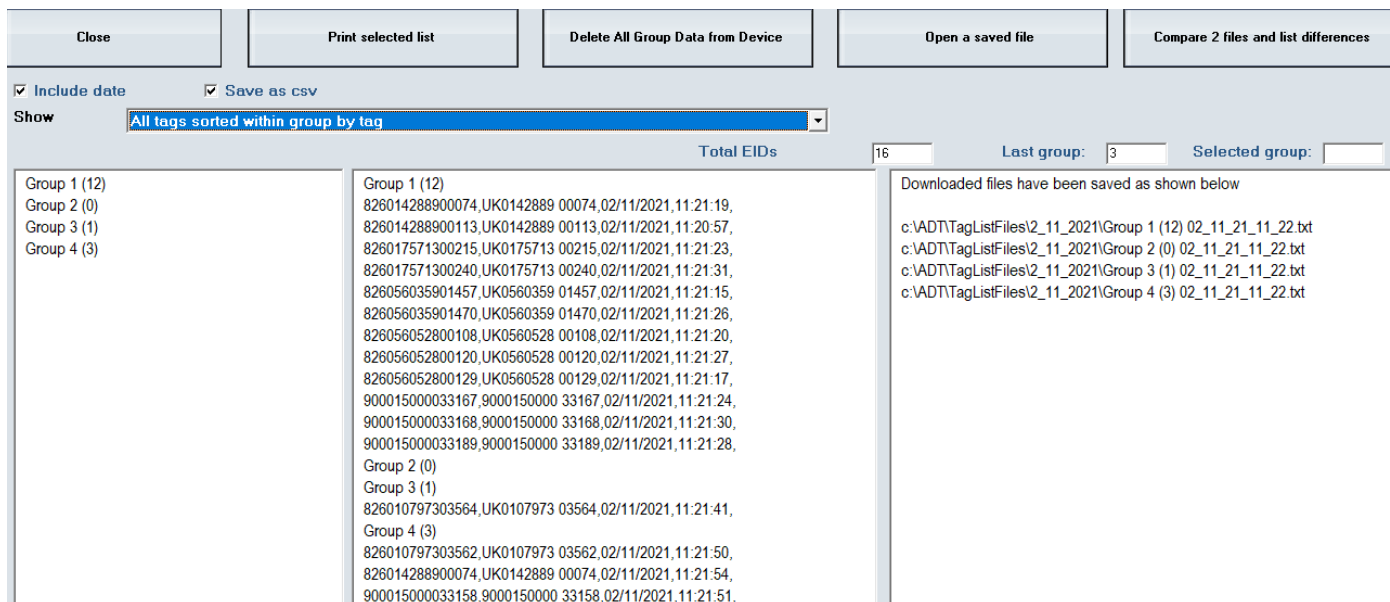 Close
Print selected list
Delete All Group Data from Device
Open a saved file
Compare 2 files and list differences
Include date
Save as csv
Show
All tags sorted within group by tag
Total EIDs
16
Last group:
3
Selected group:
Group 1 (12)
Group 2 (0)
Group 3 (1)
Group 4 (3)
Group 1 (12)
826014288900074,UK0142889 00074,02/11/2021,11:21:19,
826014288900113,UK0142889 00113,02/11/2021,11:20:57,
826017571300215,UK0175713 00215,02/11/2021,11:21:23,
826017571300240,UK0175713 00240,02/11/2021,11:21:31,
826056035901457,UK0560359 01457,02/11/2021,11:21:15,
826056035901470,UK0560359 01470,02/11/2021,11:21:26,
826056052800108,UK0560528 00108,02/11/2021,11:21:20,
826056052800120,UK0560528 00120,02/11/2021,11:21:27,
826056052800129,UK0560528 00129,02/11/2021,11:21:17,
900015000033167,9000150000 33167,02/11/2021,11:21:24,
900015000033168,9000150000 33168,02/11/2021,11:21:30,
900015000033189,9000150000 33189,02/11/2021,11:21:28,
Group 2 (0)
Group 3 (1)
826010797303564,UK0107973 03564,02/11/2021,11:21:41,
Group 4 (3)
826010797303562,UK0107973 03562,02/11/2021,11:21:50,
826014288900074,UK0142889 00074,02/11/2021,11:21:54,
900015000033158,9000150000 33158,02/11/2021,11:21:51,
Downloaded files have been saved as shown below
c:\ADT\TagListFiles\2_11_2021\Group 1 (12) 02_11_21_11_22.txt
c:\ADT\TagListFiles\2_11_2021\Group 2 (0) 02_11_21_11_22.txt
c:\ADT\TagListFiles\2_11_2021\Group 3 (1) 02_11_21_11_22.txt
c:\ADT\TagListFiles\2_11_2021\Group 4 (3) 02_11_21_11_22.txt